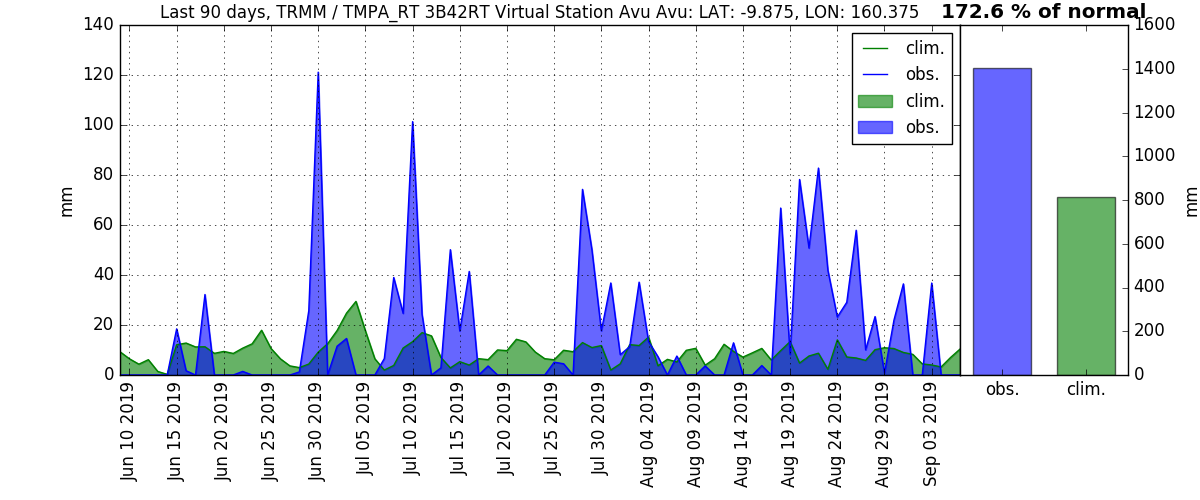 Last 90 days, TRMM / TMPA_RT 3B42RT Virtual Station Avu Avu: LAT: -9.875, LON: 160.375
172.6 % of normal
140
120
100
80
60
40
20
0
mm
clim.
obs.
clim.
obs.
1600
1400
1200
1000
800
600
400
200
0
mm
Jun 10 2019
Jun 15 2019
Jun 20 2019
Jun 25 2019
Jun 30 2019
Jul 05 2019
Jul 10 2019
Jul 15 2019
Jul 20 2019
Jul 25 2019
Jul 30 2019
Aug 04 2019
Aug 09 2019
Aug 14 2019
Aug 19 2019
Aug 24 2019
Aug 29 2019
Sep 03 2019
obs.
clim.